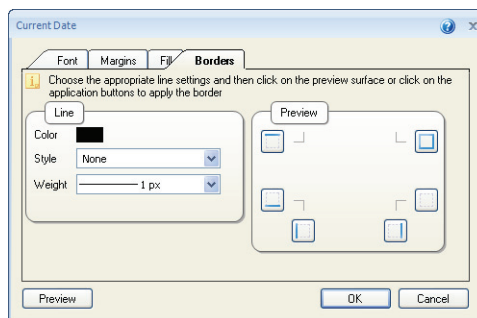 Current Date
Font
Margins
Fill
Borders
Choose the appropriate line settings and then click on the preview surface or click on the
application buttons to apply the border
Line
Color
Style
None
Weight
1 px
Preview
Preview
OK
Cancel